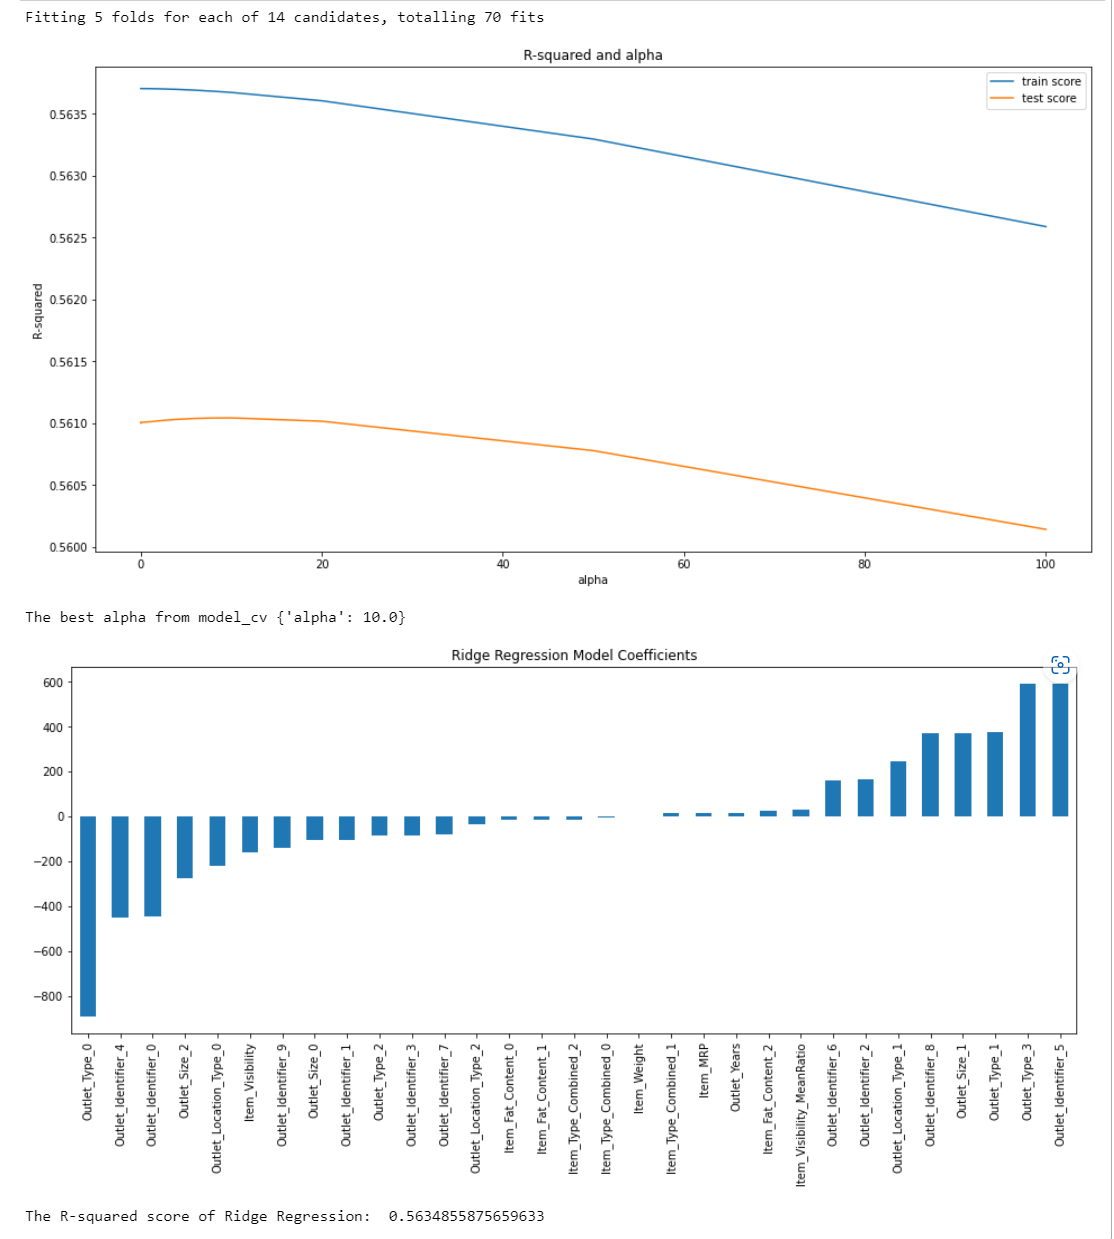 Fitting 5 folds for each of 14 candidates, totalling 70 fits
R-squared and alpha
train score
test score
0.5635
0.5630
0.5625
0.5620
0.5615
0.5610
0.5605
0.5600
R-squared
0
20
40
60
80
100
alpha
The best alpha from model_cv {'alpha': 10.0}
Ridge Regression Model Coefficients
600
400
200
0
−200
−400
−600
−800
Outlet_Type_0
Outlet_Identifier_4
Outlet_Identifier_0
Outlet_Size_2
Outlet_Location_Type_0
Item_Visibility
Outlet_Identifier_9
Outlet_Size_0
Outlet_Identifier_1
Outlet_Type_2
Outlet_Identifier_3
Outlet_Identifier_7
Outlet_Location_Type_2
Item_Fat_Content_0
Item_Fat_Content_1
Item_Type_Combined_2
Item_Type_Combined_0
Item_Weight
Item_Type_Combined_1
Item_MRP
Outlet_Years
Item_Fat_Content_2
Item_Visibility_MeanRatio
Outlet_Identifier_6
Outlet_Identifier_2
Outlet_Location_Type_1
Outlet_Identifier_8
Outlet_Size_1
Outlet_Type_1
Outlet_Type_3
Outlet_Identifier_5
The R-squared score of Ridge Regression:  0.5634855875659633